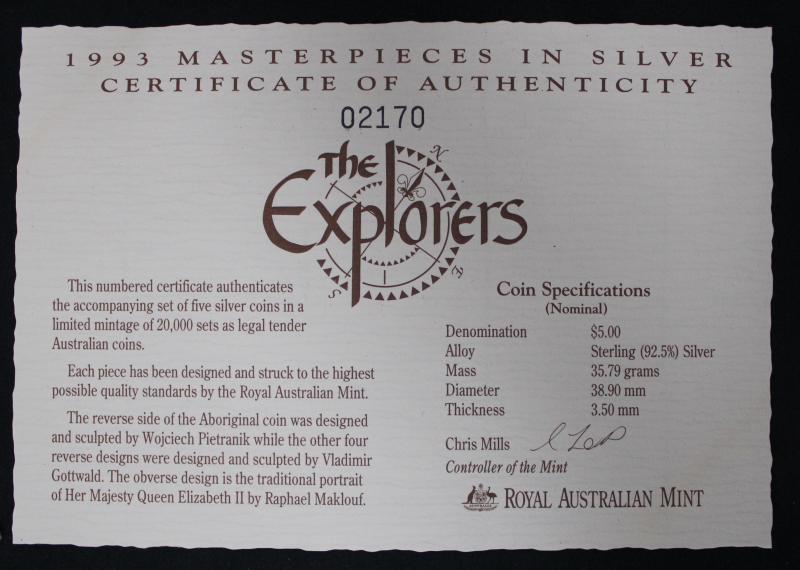 1993 MASTERPIECES IN SILVER
CERTIFICATE OF AUTHENTICITY
02170
The
Explorers
N
E
S
This numbered certificate authenticates
the accompanying set of five silver coins in a
limited mintage of 20,000 sets as legal tender
Australian coins.
Each piece has been designed and struck to the highest
possible quality standards by the Royal Australian Mint.
The reverse side of the Aboriginal coin was designed
and sculpted by Wojciech Pietranik while the other four
reverse designs were designed and sculpted by Vladimir
Gottwald. The obverse design is the traditional portrait
of Her Majesty Queen Elizabeth II by Raphael Maklouf.
Coin Specifications
(Nominal)
Denomination $5.00
Alloy Sterling (92.5%) Silver
Mass 35.79 grams
Diameter 38.90 mm
Thickness 3.50 mm
Chris Mills
Controller of the Mint
AUSTRALIA
ROYAL AUSTRALIAN MINT